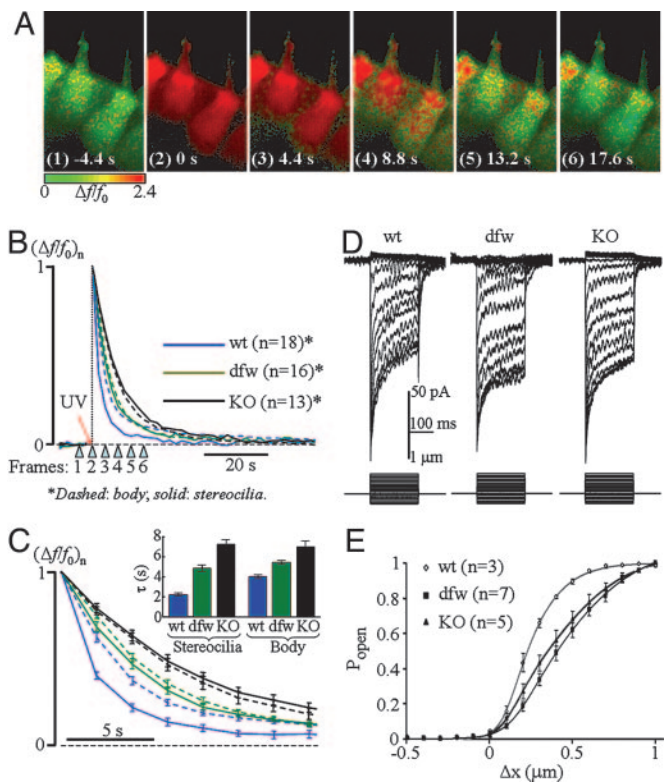 A
(1) -4.4 s
(2) 0 s
(3) 4.4 s
(4) 8.8 s
(5) 13.2 s
(6) 17.6 s
0 Δf/f0 2.4
B
(Δf/f0)n
1
0
UV
wt (n=18)*
dfw (n=16)*
KO (n=13)*
20 s
Frames: 1 2 3 4 5 6
*Dashed: body, solid: stereocilia.
C
(Δf/f0)n
1
0
5 s
τ (s)
8
6
4
2
0
wt dfw KO wt dfw KO
Stereocilia Body
D
wt dfw KO
50 pA
100 ms
1 μm
E
Popen
1.0
0.8
0.6
0.4
0.2
0
wt (n=3)
dfw (n=7)
KO (n=5)
-0.5 0 0.5 1
Δx (μm)